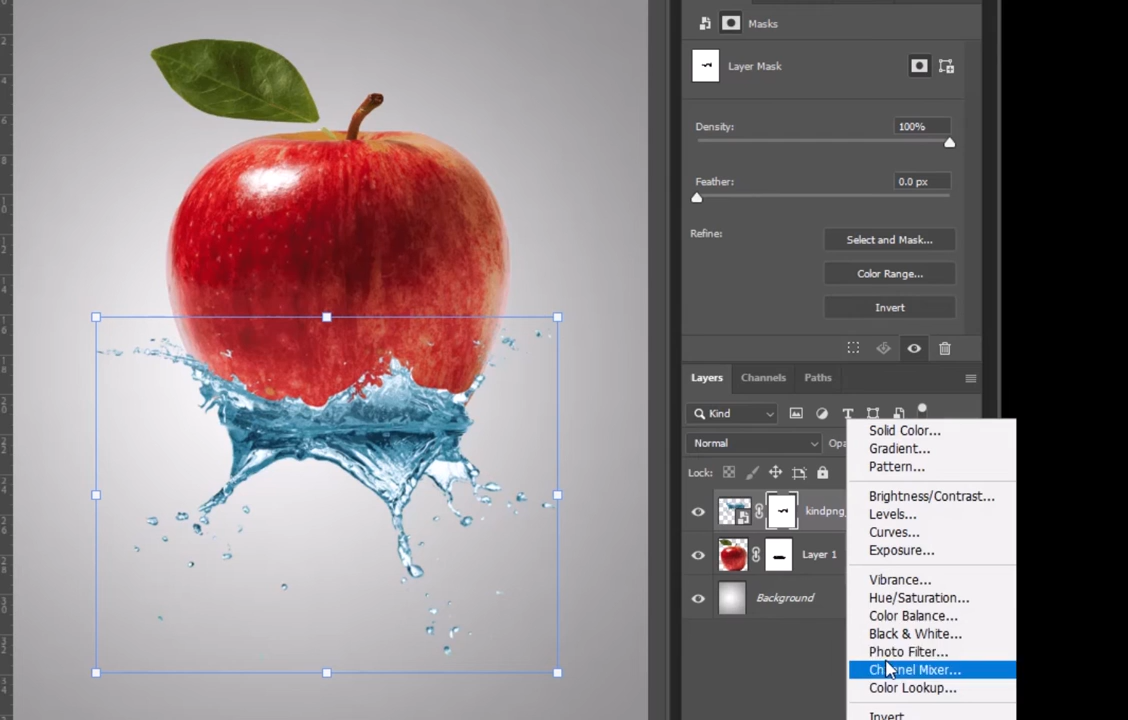 Masks
Layer Mask
Density:
100%
Feather:
0.0 px
Refine:
Select and Mask...
Color Range...
Invert
Layers
Channels
Paths
Kind
Normal
Lock:
kindpng_
Layer 1
Background
Solid Color...
Gradient...
Pattern...
Brightness/Contrast...
Levels...
Curves...
Exposure...
Vibrance...
Hue/Saturation...
Color Balance...
Black & White...
Photo Filter...
Channel Mixer...
Color Lookup...
Invert